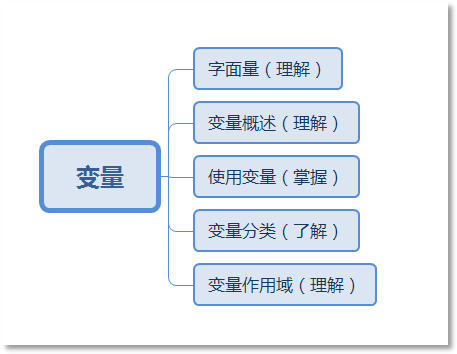 变量
字面量（理解）
变量概述（理解）
使用变量（掌握）
变量分类（了解）
变量作用域（理解）